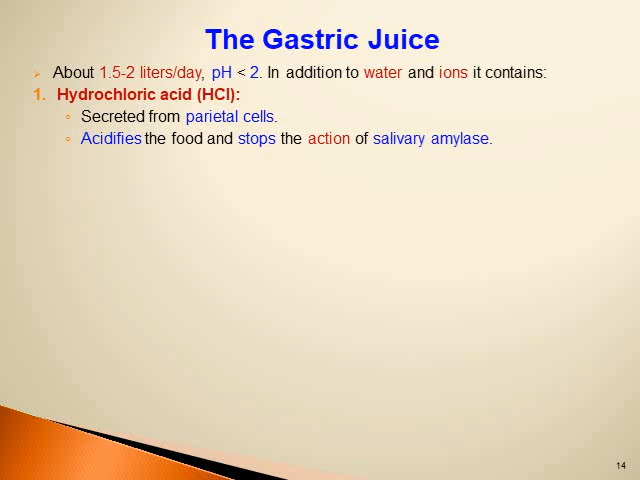 The Gastric Juice
➢ About 1.5-2 liters/day, pH < 2. In addition to water and ions it contains:
1. Hydrochloric acid (HCl):
◦ Secreted from parietal cells.
◦ Acidifies the food and stops the action of salivary amylase.
14